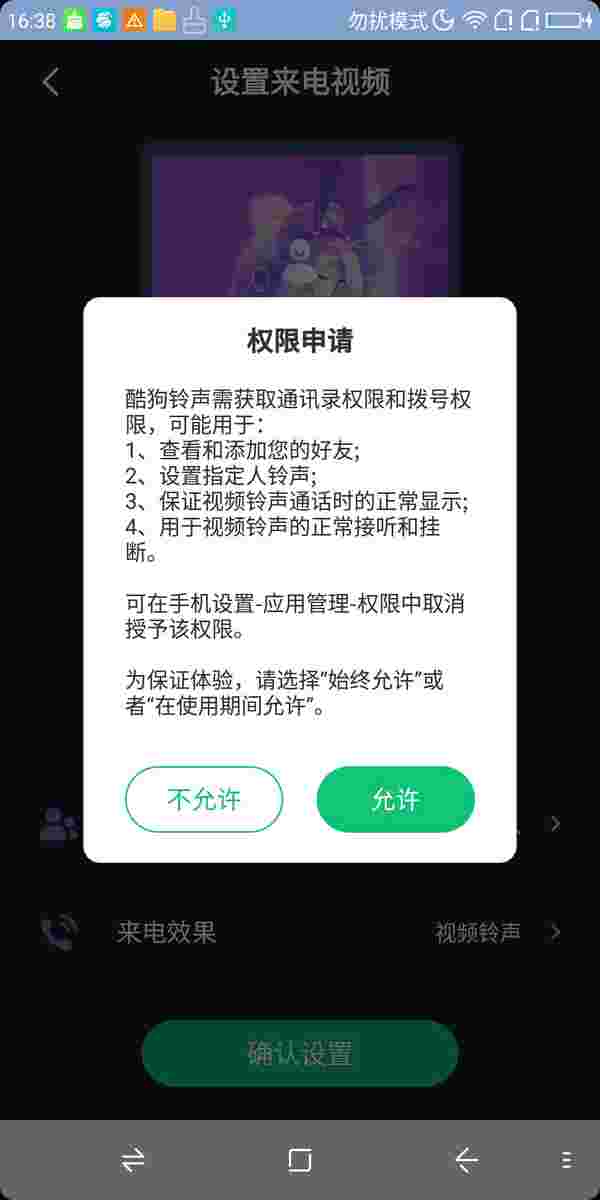 16:38
勿扰模式
设置来电视频
权限申请
酷狗铃声需获取通讯录权限和拨号权
限，可能用于：
1、查看和添加您的好友;
2、设置指定人铃声;
3、保证视频铃声通话时的正常显示;
4、用于视频铃声的正常接听和挂
断。
可在手机设置-应用管理-权限中取消
授予该权限。
为保证体验，请选择“始终允许”或
者“在使用期间允许”。
不允许
允许
来电效果
视频铃声
确认设置